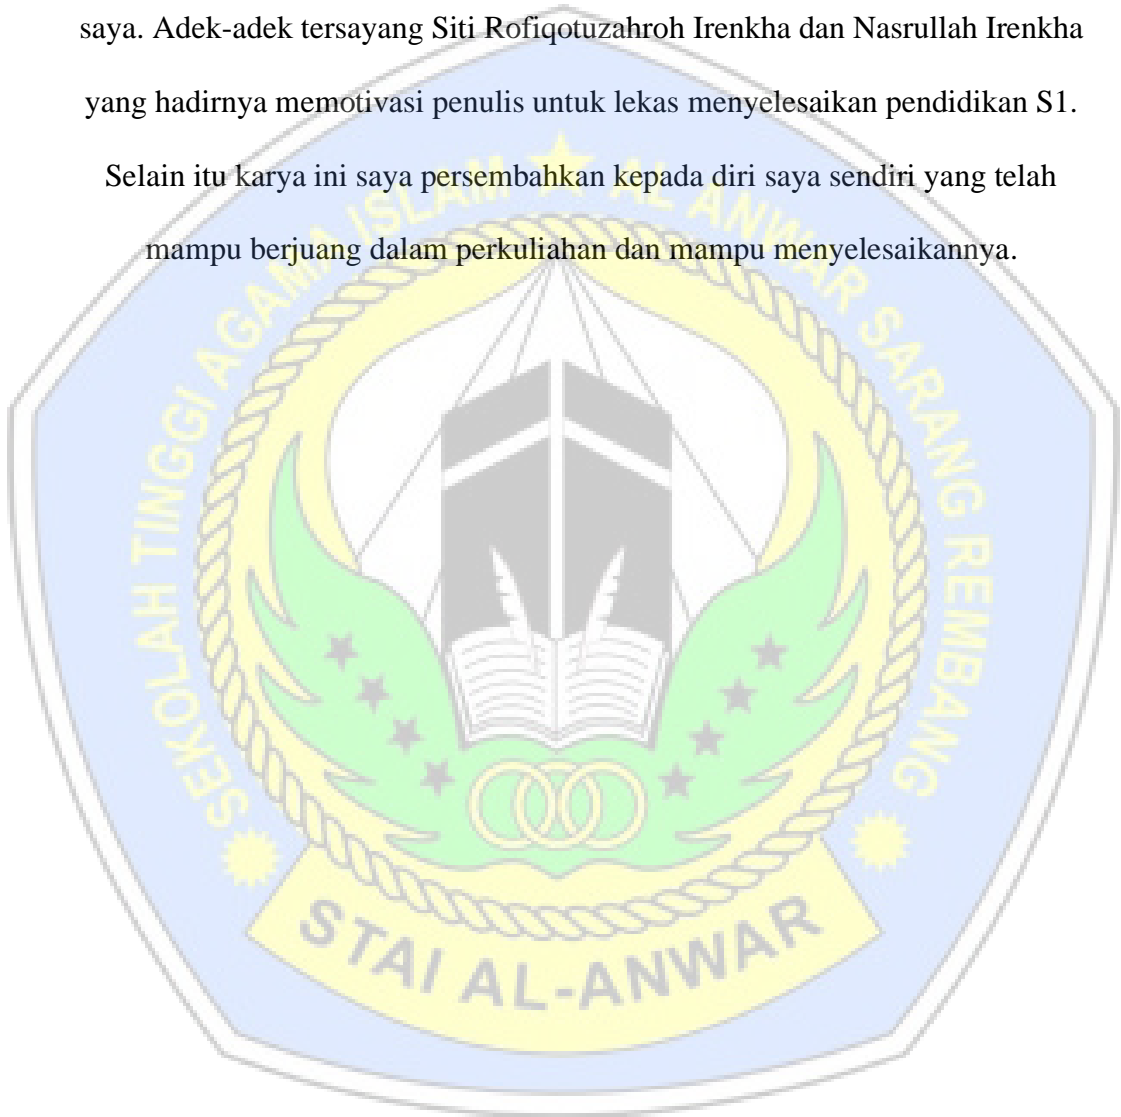 saya. Adek-adek tersayang Siti Rofiqotuzahroh Irenkha dan Nasrullah Irenkha
yang hadirnya memotivasi penulis untuk lekas menyelesaikan pendidikan S1.
Selain itu karya ini saya persembahkan kepada diri saya sendiri yang telah
mampu berjuang dalam perkuliahan dan mampu menyelesaikannya.
SEKOLAH TINGGI AGAMA ISLAM AL ANWAR SARANG REMBANG
STAI AL-ANWAR